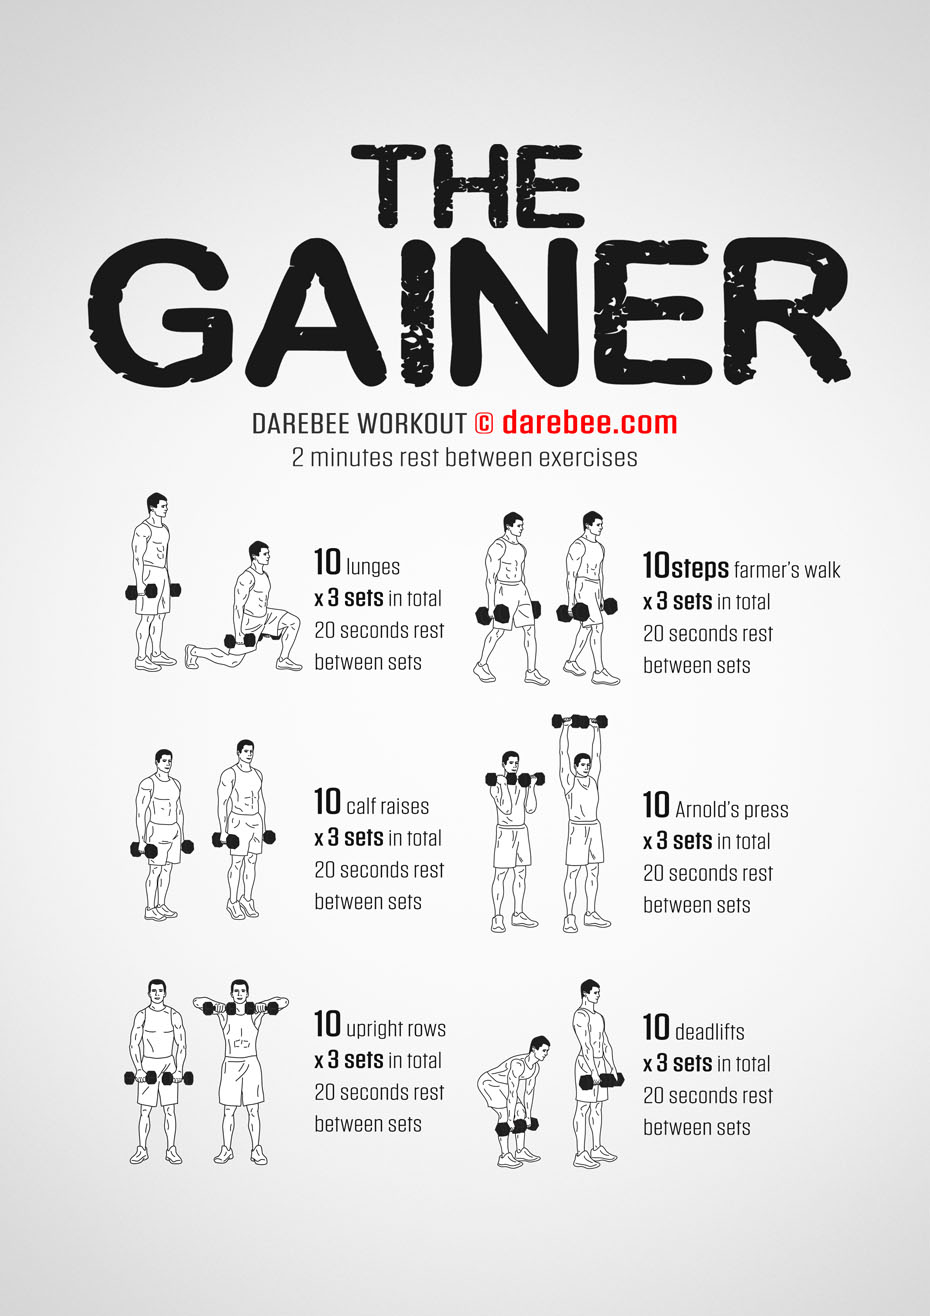 THE
GAINER
DAREBEE WORKOUT © darebee.com
2 minutes rest between exercises
10 lunges
x 3 sets in total
20 seconds rest
between sets
10steps farmer's walk
x 3 sets in total
20 seconds rest
between sets
10 calf raises
x 3 sets in total
20 seconds rest
between sets
10 Arnold's press
x 3 sets in total
20 seconds rest
between sets
10 upright rows
x 3 sets in total
20 seconds rest
between sets
10 deadlifts
x 3 sets in total
20 seconds rest
between sets